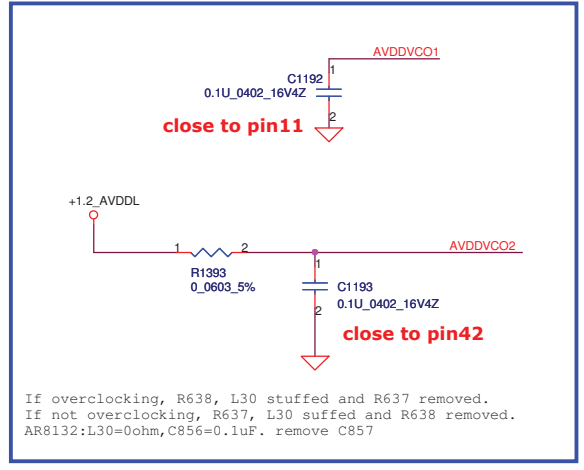 AVDDVCO1
1
C1192
0.1U_0402_16V4Z
2
close to pin11
+1.2_AVDDL
1
2
AVDDVCO2
R1393
0_0603_5%
1
C1193
0.1U_0402_16V4Z
2
close to pin42
If overclocking, R638, L30 stuffed and R637 removed.
If not overclocking, R637, L30 suffed and R638 removed.
AR8132:L30=0ohm,C856=0.1uF. remove C857